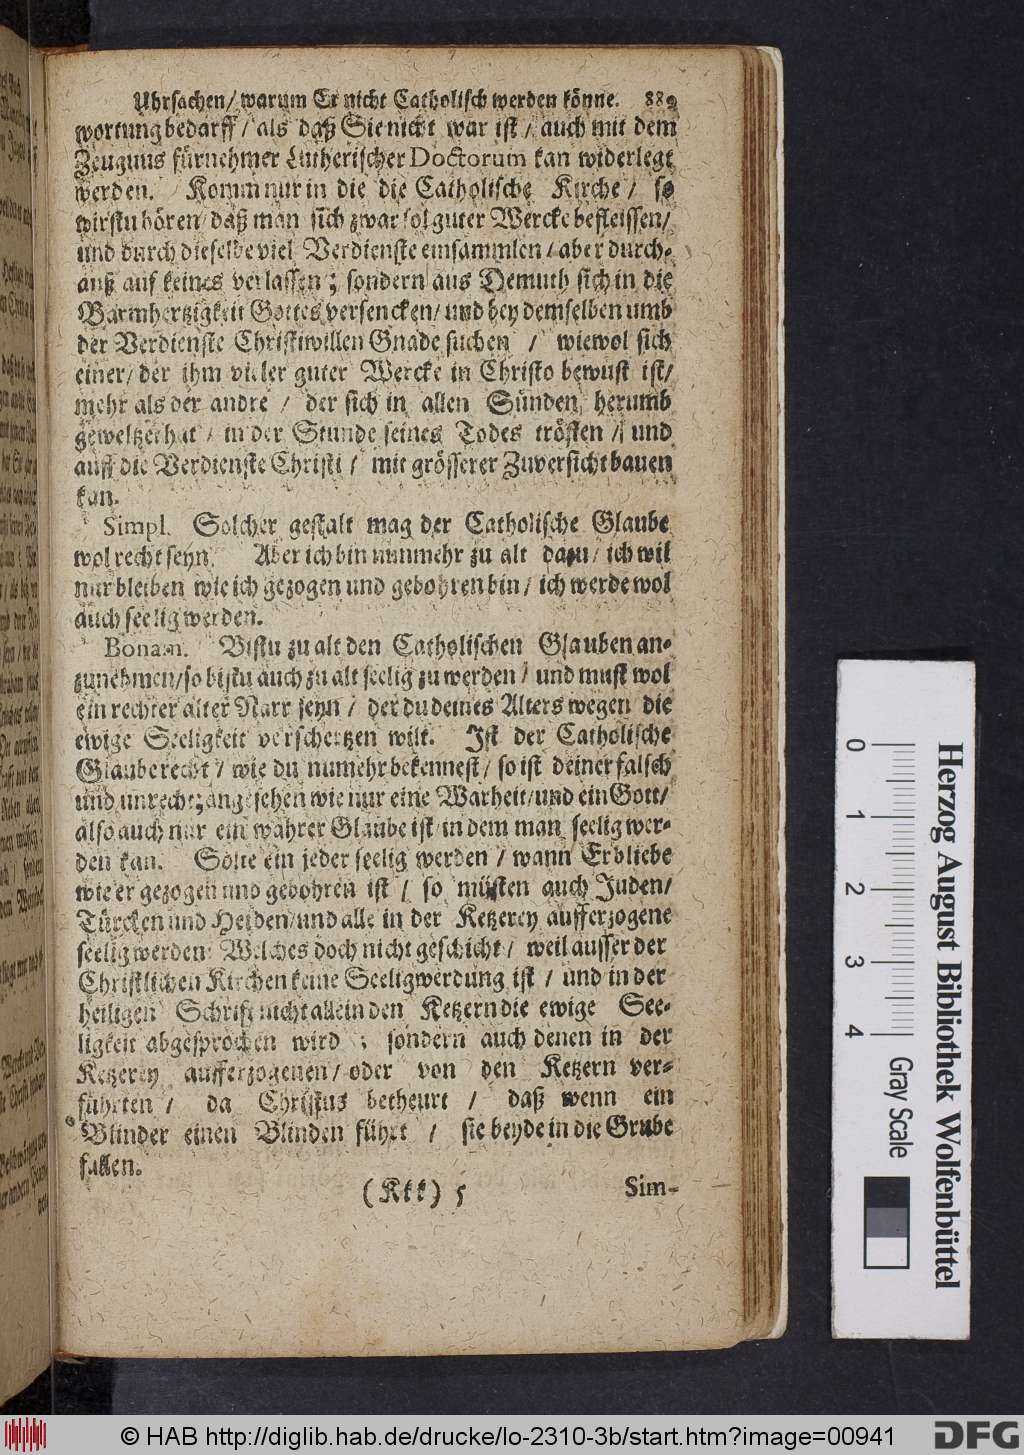 Uhrsachen/ warum Er nicht Catholisch werden könne. 889
wortung bedarff/ als daß Sie nicht war ist/ auch mit dem
Zeugnus fürnehmer Lutherischer Doctorum kan widerlegt
werden. Komm nur in die die Catholische Kirche/ so
wirstu hören/ daß man sich zwar sol guter Wercke befleissen/
und durch dieselbe viel Verdienste einsammlen/ aber durch-
auß auf keines verlassen; sondern aus Demuth sich in die
Barmhertzigkeit Gottes versencken/ und bey demselben umb
der Verdienste Christi willen Gnade suchen / wiewol sich
einer/ der ihm vieler guter Wercke in Christo bewust ist/
mehr als der andre / der sich in allen Sünden herumb
geweltzet hat / in der Stunde seines Todes trösten / und
auff die Verdienste Christi / mit grösserer Zuversicht bauen
kan.
Simpl. Solcher gestalt mag der Catholische Glaube
wol recht seyn. Aber ich bin nunmehr zu alt dazu/ ich wil
nur bleiben wie ich gezogen und gebohren bin/ ich werde wol
auch seelig werden.
Bonam. Bistu zu alt den Catholischen Glauben an-
zunehmen/ so bistu auch zu alt seelig zu werden/ und must wol
ein rechter alter Narr seyn/ der du deines Alters wegen die
ewige Seeligkeit verschertzen wilt. Ist der Catholische
Glaube recht/ wie du numehr bekennest/ so ist deiner falsch
und unrecht; angesehen wie nur eine Warheit/ und ein Gott/
also auch nur ein wahrer Glaube ist/ in dem man seelig wer-
den kan. Solte ein jeder seelig werden/ wann Er bliebe
wie er gezogen und gebohren ist/ so müsten auch Juden/
Türcken und Heiden/ und alle in der Ketzerey aufferzogene
seelig werden: Welches doch nicht geschicht/ weil ausser der
Christlichen Kirchen keine Seeligwerdung ist/ und in der
heiligen Schrift nicht allein den Ketzern die ewige See-
ligkeit abgesprochen wird; sondern auch denen in der
Ketzerey aufferzogenen/ oder von den Ketzern ver-
führten/ da Christus betheurt/ daß wenn ein
Blinder einen Blinden führt/ sie beyde in die Grube
fallen.
(Kkk) 5 Sim-
Herzog August Bibliothek Wolfenbüttel
0 1 2 3 4 Gray Scale
© HAB http://diglib.hab.de/drucke/lo-2310-3b/start.htm?image=00941
DFG